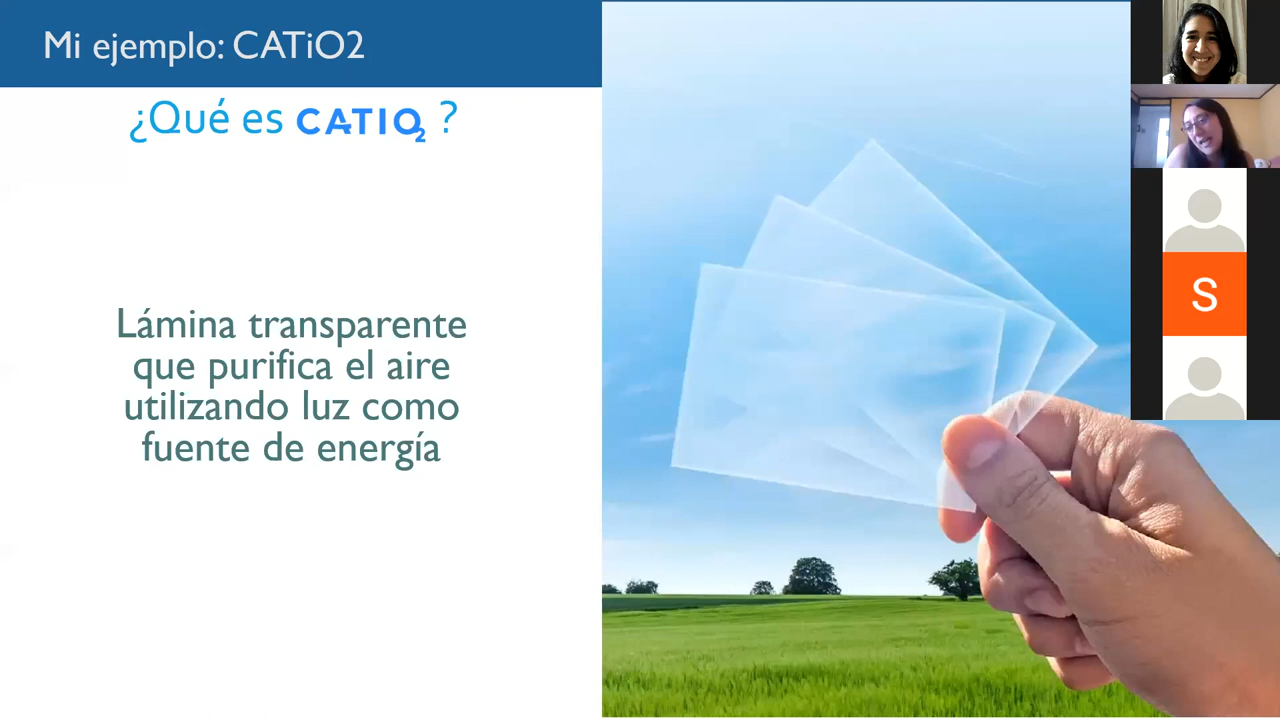 Mi ejemplo: CATiO2
¿Qué es CATIO2 ?
Lámina transparente
que purifica el aire
utilizando luz como
fuente de energía
S